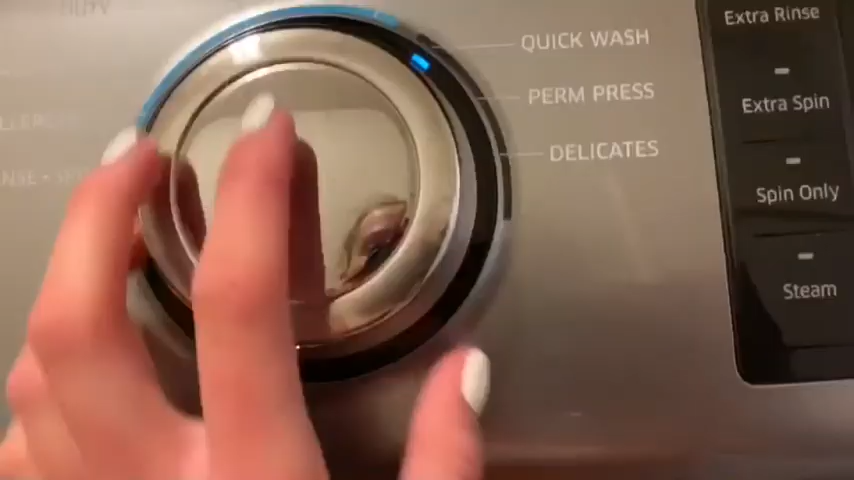 QUICK WASH
PERM PRESS
DELICATES
Extra Rinse
Extra Spin
Spin Only
Steam